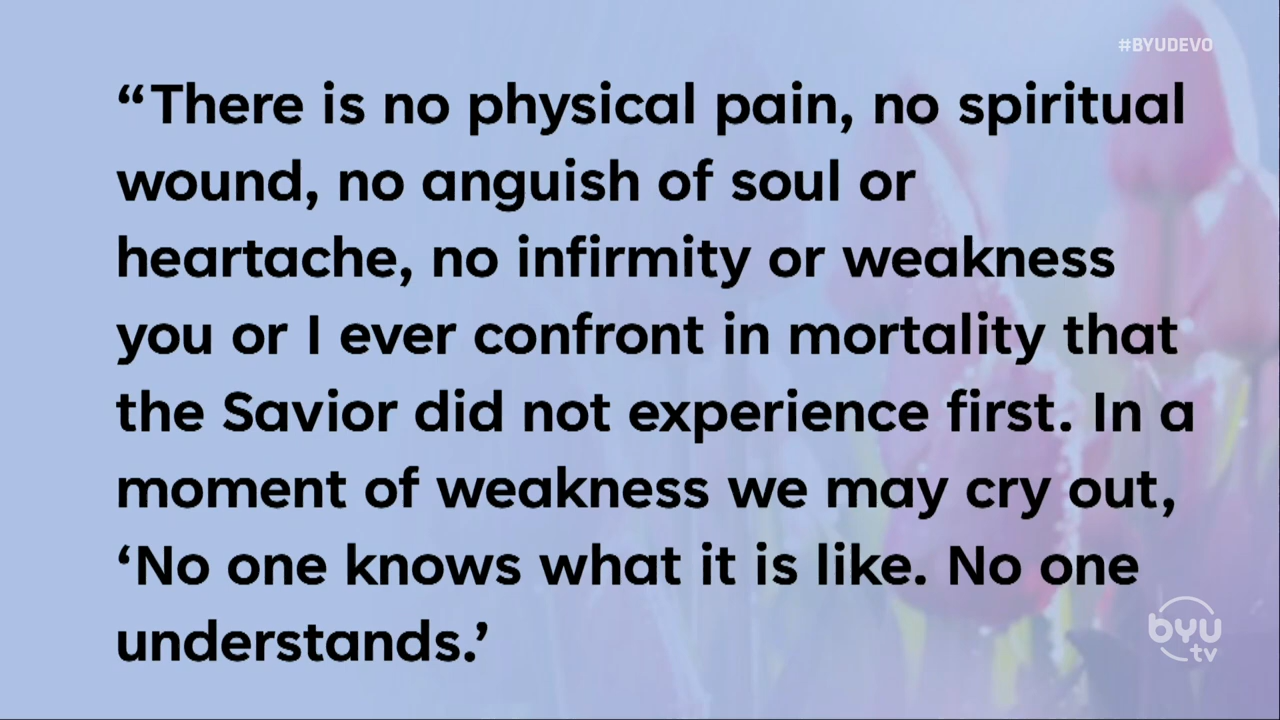 #BYUDEVO
“There is no physical pain, no spiritual
wound, no anguish of soul or
heartache, no infirmity or weakness
you or I ever confront in mortality that
the Savior did not experience first. In a
moment of weakness we may cry out,
‘No one knows what it is like. No one
understands.’
byu
tv